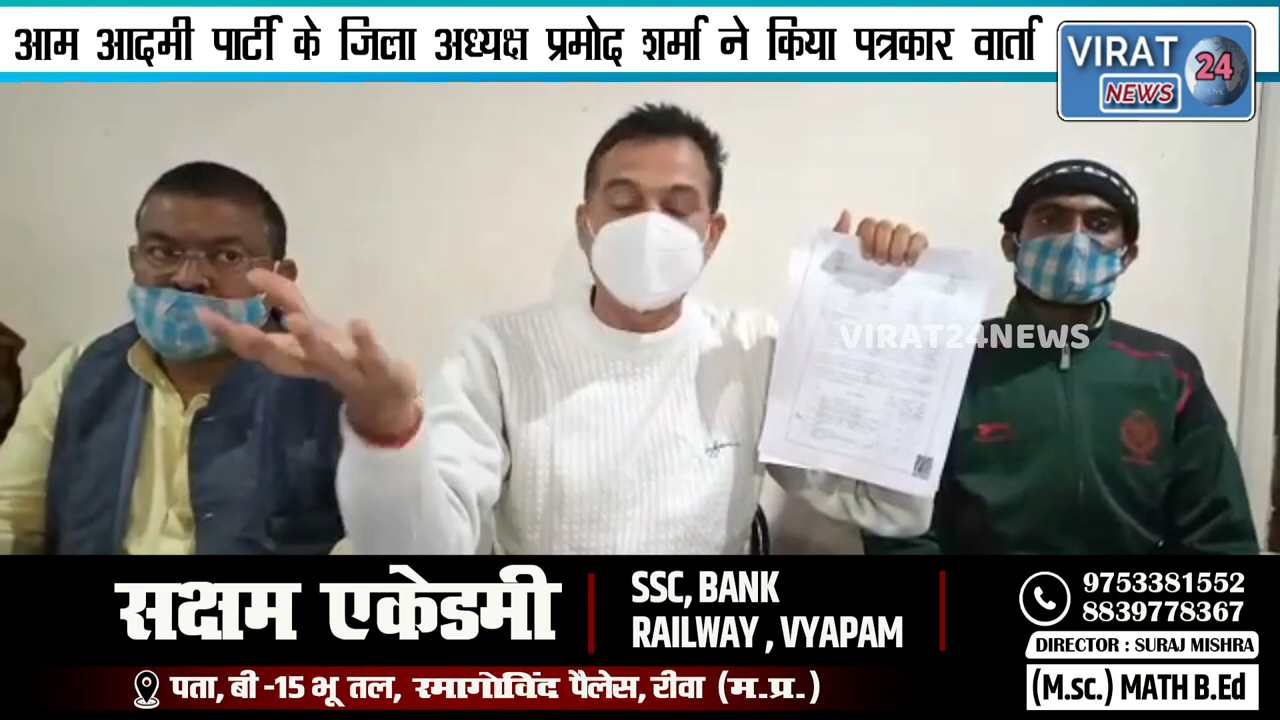 आम आदमी पार्टी के जिला अध्यक्ष प्रमोद शर्मा ने किया पत्रकार वार्ता
VIRAT
24
NEWS
VIRAT24NEWS
सक्षम एकेडमी
SSC, BANK
RAILWAY , VYAPAM
9753381552
8839778367
DIRECTOR : SURAJ MISHRA
(M.sc.) MATH B.Ed
पता, बी -15 भू तल, रमागोविंद पैलेस, रीवा (म.प्र.)